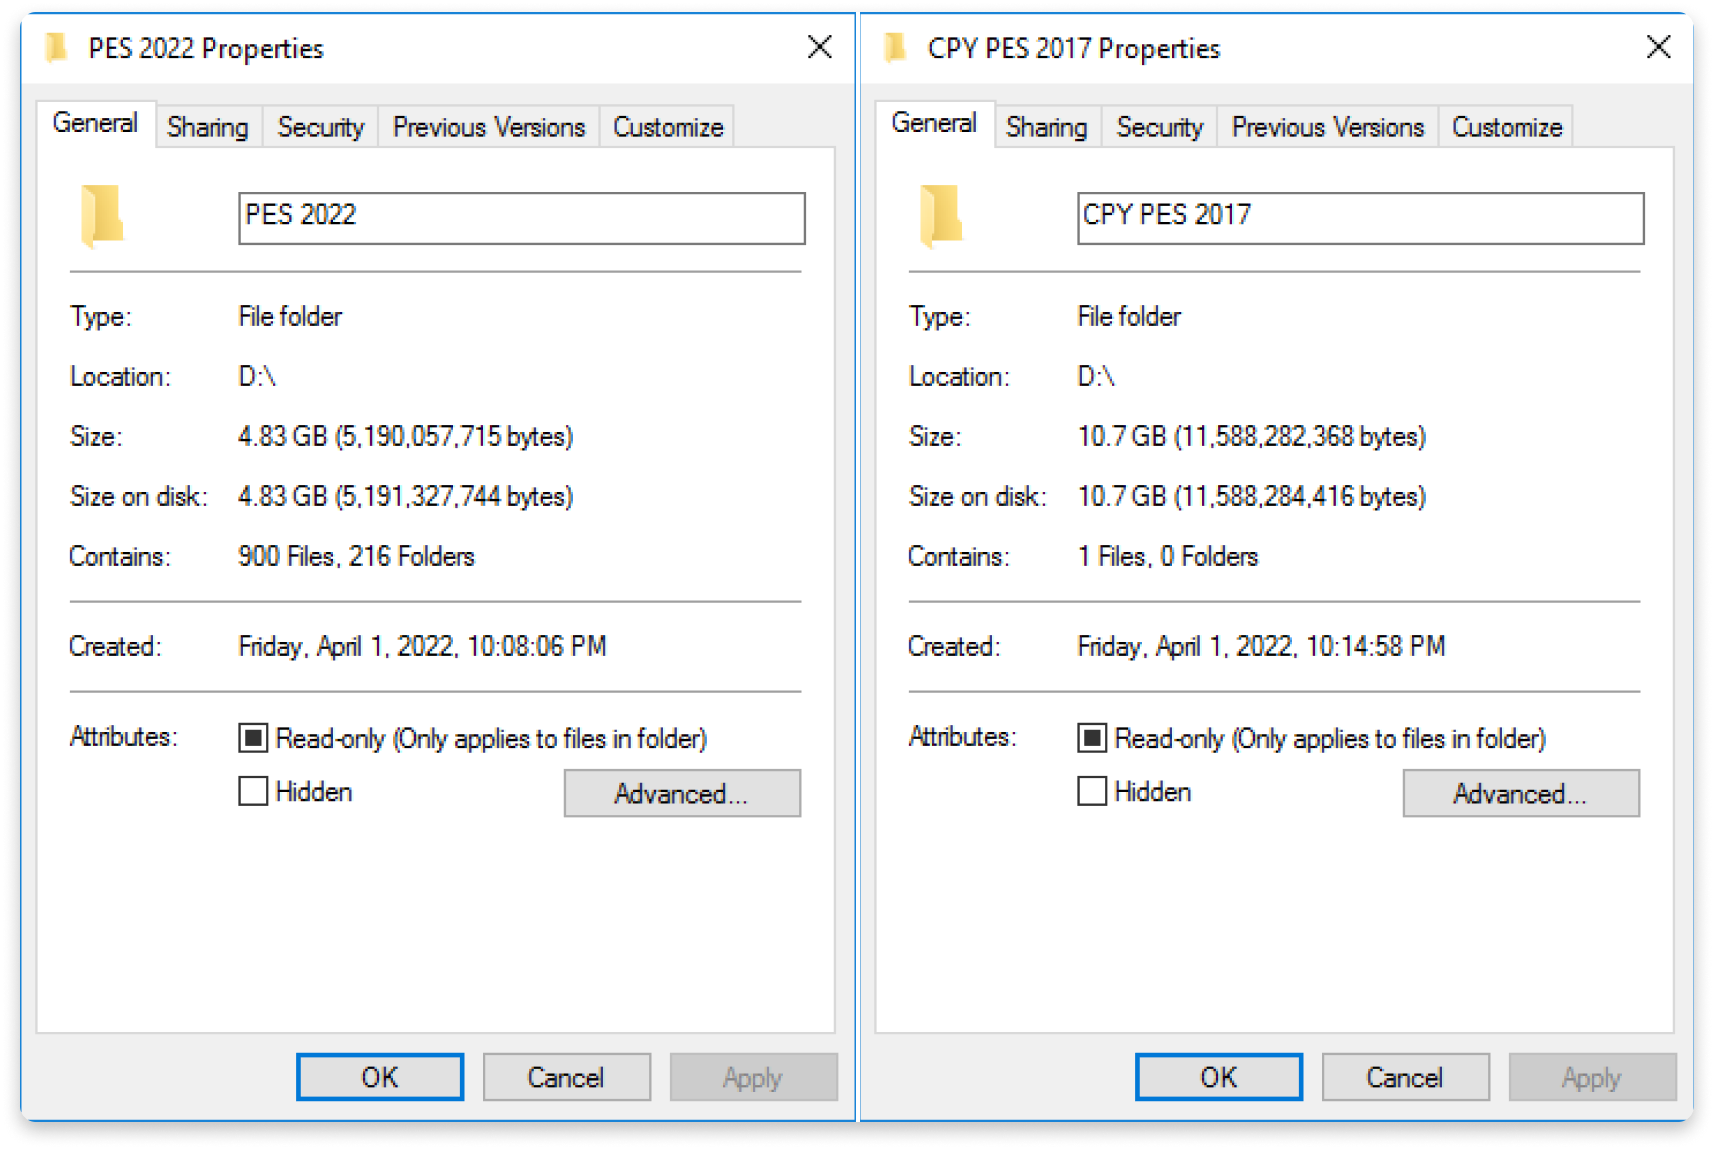 PES 2022 Properties
General Sharing Security Previous Versions Customize
PES 2022
Type: File folder
Location: D:\
Size: 4.83 GB (5,190,057,715 bytes)
Size on disk: 4.83 GB (5,191,327,744 bytes)
Contains: 900 Files, 216 Folders
Created: Friday, April 1, 2022, 10:08:06 PM
Attributes: Read-only (Only applies to files in folder)
Hidden Advanced...
OK Cancel Apply
CPY PES 2017 Properties
General Sharing Security Previous Versions Customize
CPY PES 2017
Type: File folder
Location: D:\
Size: 10.7 GB (11,588,282,368 bytes)
Size on disk: 10.7 GB (11,588,284,416 bytes)
Contains: 1 Files, 0 Folders
Created: Friday, April 1, 2022, 10:14:58 PM
Attributes: Read-only (Only applies to files in folder)
Hidden Advanced...
OK Cancel Apply